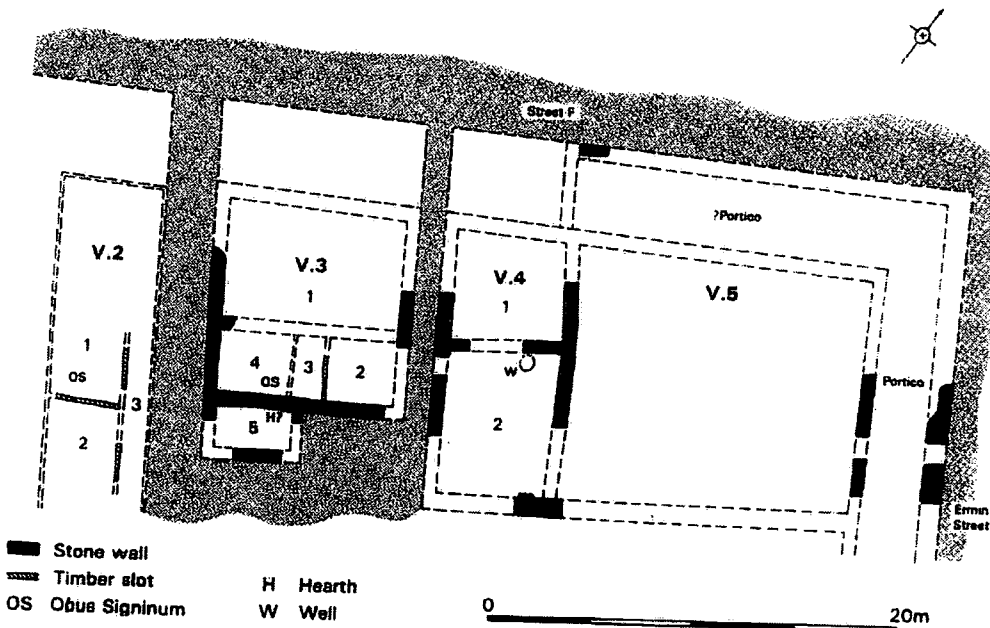 Street F
?Portico
V.2
V.3
V.4
V.5
1
1
1
OS
4
OS
3
2
W
Portico
3
2
H?
5
2
Ermin
Street
Stone wall
Timber slot
OS Obus Signinum
H Hearth
W Well
0
20m